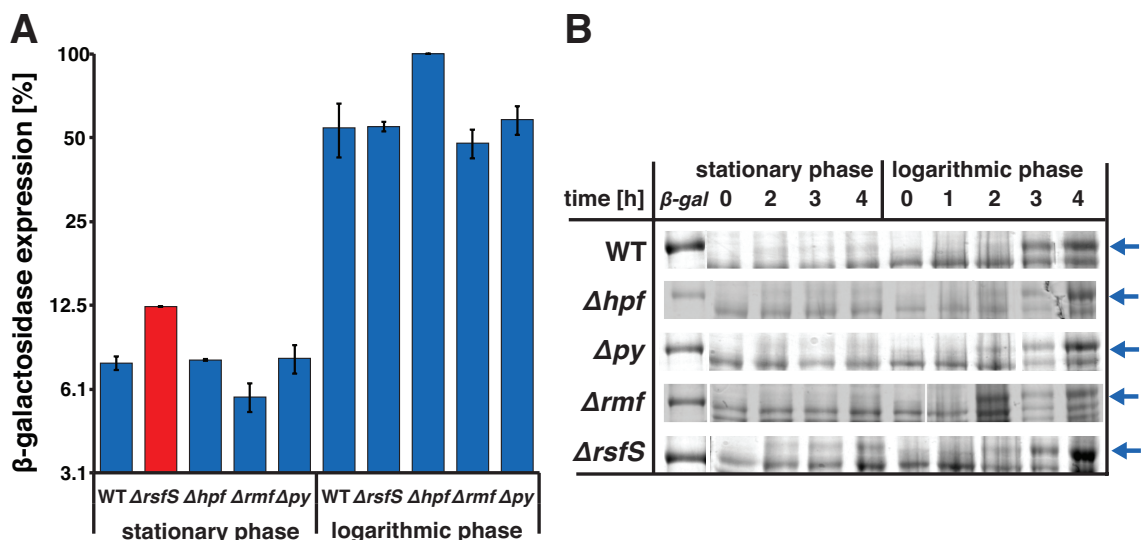 A
β-galactosidase expression [%]
100
50
25
12.5
6.1
3.1
WT ΔrsfS Δhpf Δrmf Δpy WT ΔrsfS Δhpf Δrmf Δpy
stationary phase logarithmic phase
B
stationary phase logarithmic phase
time [h] β-gal 0 2 3 4 0 1 2 3 4
WT
Δhpf
Δpy
Δrmf
ΔrsfS